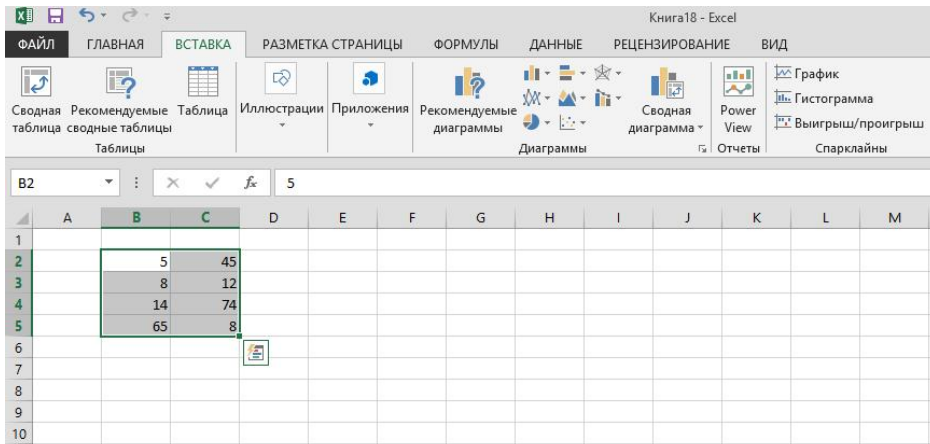 Книга18 - Excel
ФАЙЛ ГЛАВНАЯ ВСТАВКА РАЗМЕТКА СТРАНИЦЫ ФОРМУЛЫ ДАННЫЕ РЕЦЕНЗИРОВАНИЕ ВИД
Сводная таблица
Рекомендуемые сводные таблицы
Таблица
Таблицы
Иллюстрации
Приложения
Рекомендуемые диаграммы
Сводная диаграмма
Диаграммы
Power View
Отчеты
График
Гистограмма
Выигрыш/проигрыш
Спарклайны
B2 fx 5
A B C D E F G H I J K L M
1
2 5 45
3 8 12
4 14 74
5 65 8
6
7
8
9
10